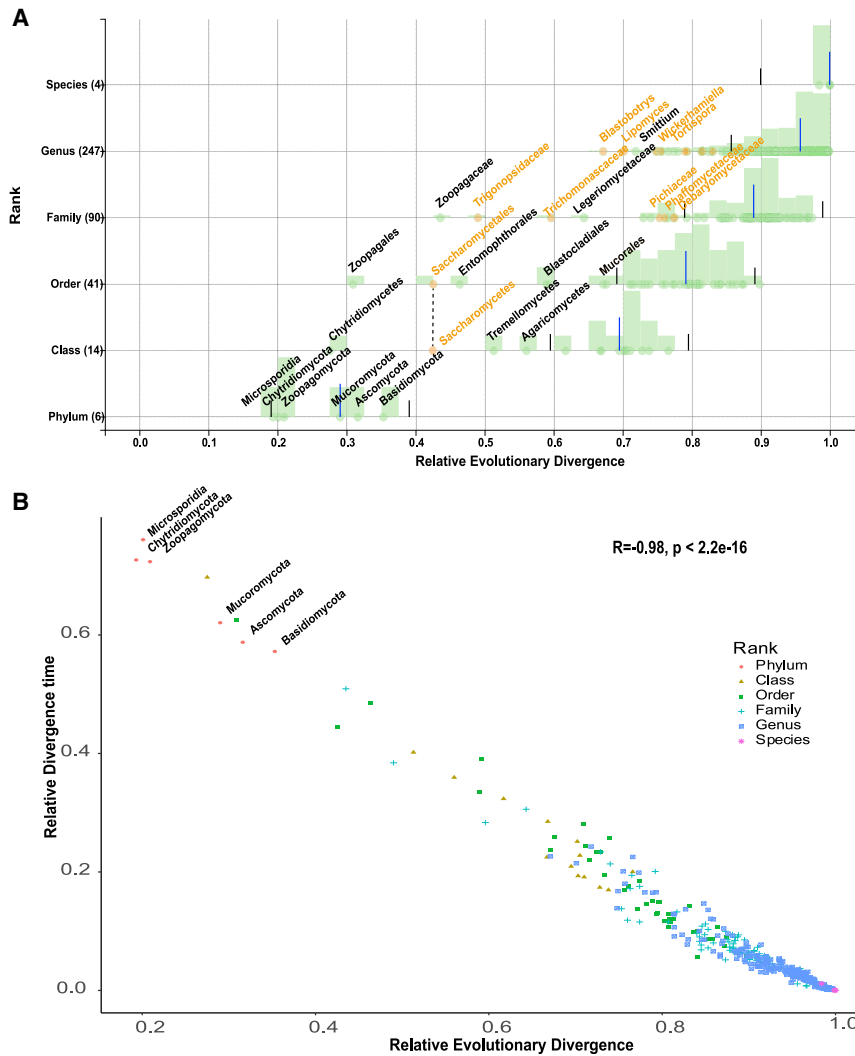 A
Species (4)
Genus (247)
Family (90)
Order (41)
Class (14)
Phylum (6)
Rank
Blastobotrys
Lipomyces
Smittium
Wickerhamiella
Tortispora
Zoopagaceae
Trigonopsidaceae
Trichomonascaceae
Legeriomycetaceae
Pichiaceae
Phaffomycetaceae
Debaryomycetaceae
Zoopagales
Saccharomycetales
Entomophthorales
Blastocladiales
Mucorales
Chytridiomycetes
Saccharomycetes
Tremellomycetes
Agaricomycetes
Microsporidia
Chytridiomycota
Zoopagomycota
Mucoromycota
Ascomycota
Basidiomycota
0.0 0.1 0.2 0.3 0.4 0.5 0.6 0.7 0.8 0.9 1.0
Relative Evolutionary Divergence
B
Microsporidia
Chytridiomycota
Zoopagomycota
Mucoromycota
Ascomycota
Basidiomycota
R=-0.98, p < 2.2e-16
Rank
Phylum
Class
Order
Family
Genus
Species
Relative Divergence time
0.6
0.4
0.2
0.0
0.2 0.4 0.6 0.8 1.0
Relative Evolutionary Divergence